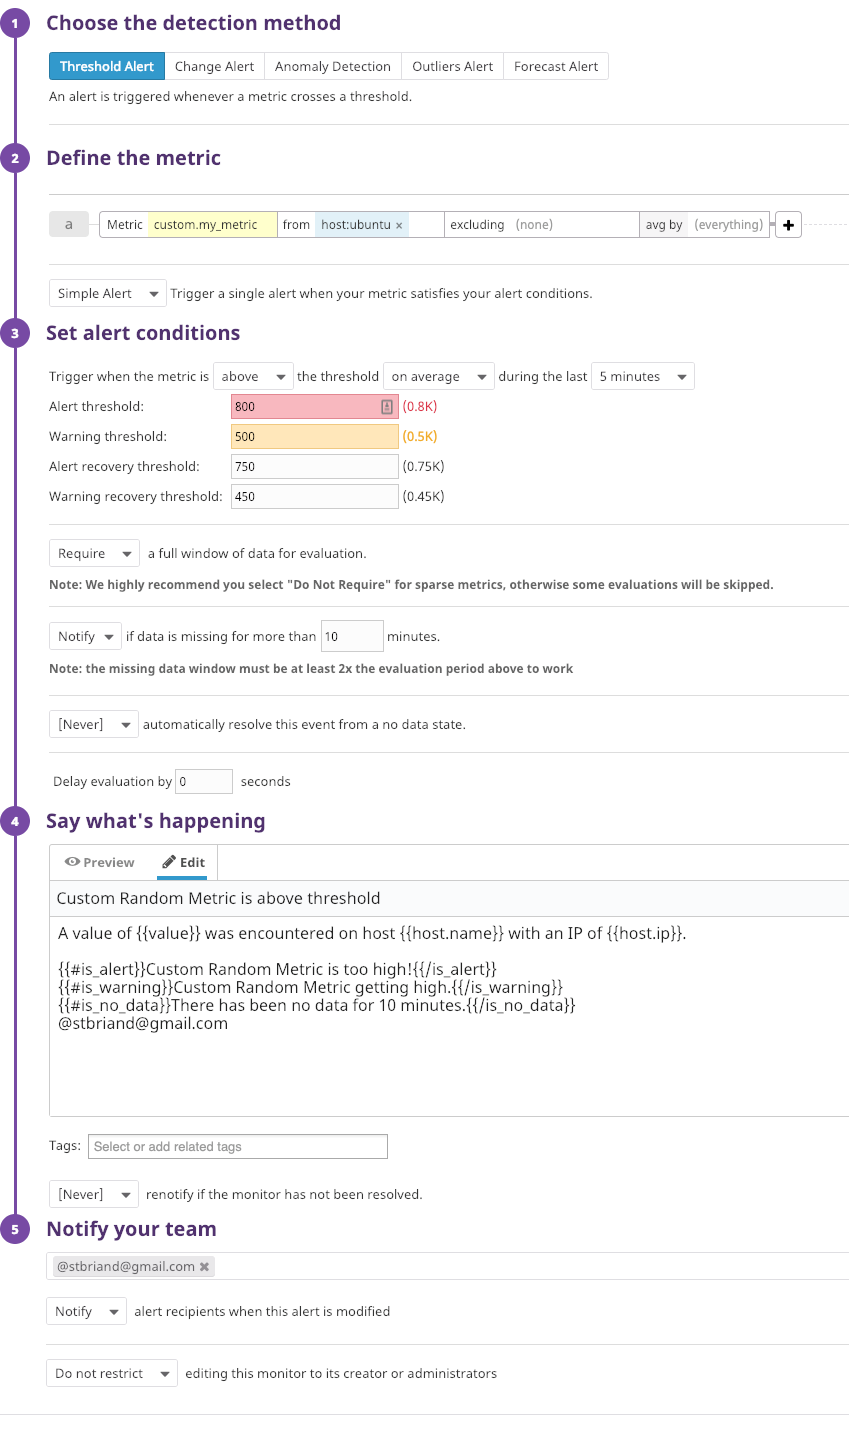 1 Choose the detection method
Threshold Alert Change Alert Anomaly Detection Outliers Alert Forecast Alert
An alert is triggered whenever a metric crosses a threshold.
2 Define the metric
a Metric custom.my_metric from host:ubuntu × excluding (none) avg by (everything) +
Simple Alert Trigger a single alert when your metric satisfies your alert conditions.
3 Set alert conditions
Trigger when the metric is above the threshold on average during the last 5 minutes
Alert threshold: 800 (0.8K)
Warning threshold: 500 (0.5K)
Alert recovery threshold: 750 (0.75K)
Warning recovery threshold: 450 (0.45K)
Require a full window of data for evaluation.
Note: We highly recommend you select "Do Not Require" for sparse metrics, otherwise some evaluations will be skipped.
Notify if data is missing for more than 10 minutes.
Note: the missing data window must be at least 2x the evaluation period above to work
[Never] automatically resolve this event from a no data state.
Delay evaluation by 0 seconds
4 Say what's happening
Preview Edit
Custom Random Metric is above threshold
A value of {{value}} was encountered on host {{host.name}} with an IP of {{host.ip}}.
{{#is_alert}}Custom Random Metric is too high!{{/is_alert}}
{{#is_warning}}Custom Random Metric getting high.{{/is_warning}}
{{#is_no_data}}There has been no data for 10 minutes.{{/is_no_data}}
@stbriand@gmail.com
Tags: Select or add related tags
[Never] renotify if the monitor has not been resolved.
5 Notify your team
@stbriand@gmail.com ✖
Notify alert recipients when this alert is modified
Do not restrict editing this monitor to its creator or administrators